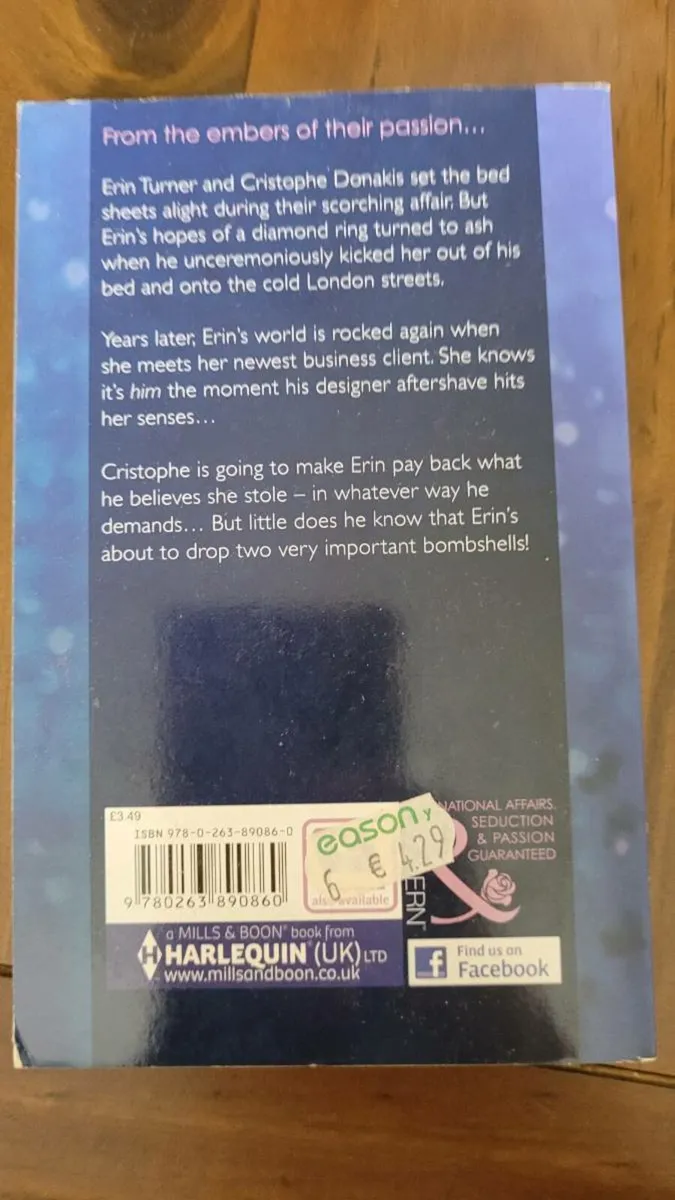 From the embers of their passion...
Erin Turner and Cristophe Donakis set the bed
sheets alight during their scorching affair. But
Erin's hopes of a diamond ring turned to ash
when he unceremoniously kicked her out of his
bed and onto the cold London streets.
Years later, Erin's world is rocked again when
she meets her newest business client. She knows
it's him the moment his designer aftershave hits
her senses...
Cristophe is going to make Erin pay back what
he believes she stole – in whatever way he
demands... But little does he know that Erin's
about to drop two very important bombshells!
£3.49
ISBN 978-0-263-89086-0
9 780263 890860
eason y
6 € 4.29
also available
NATIONAL AFFAIRS.
SEDUCTION
& PASSION
GUARANTEED
ERN
a MILLS & BOON® book from
H HARLEQUIN (UK) LTD
www.millsandboon.co.uk
f Find us on
Facebook